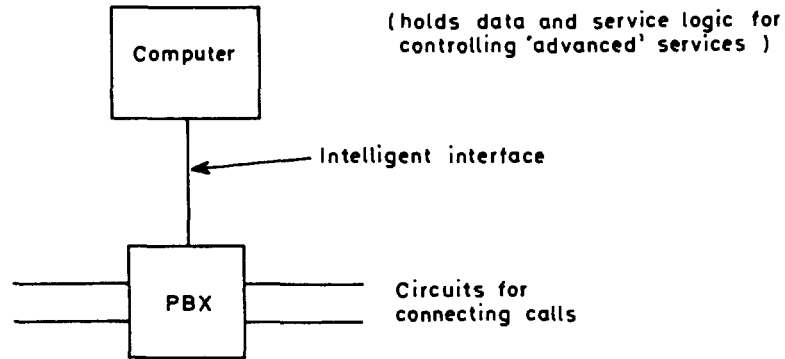 Computer
(holds data and service logic for
controlling 'advanced' services )
Intelligent interface
PBX
Circuits for
connecting calls